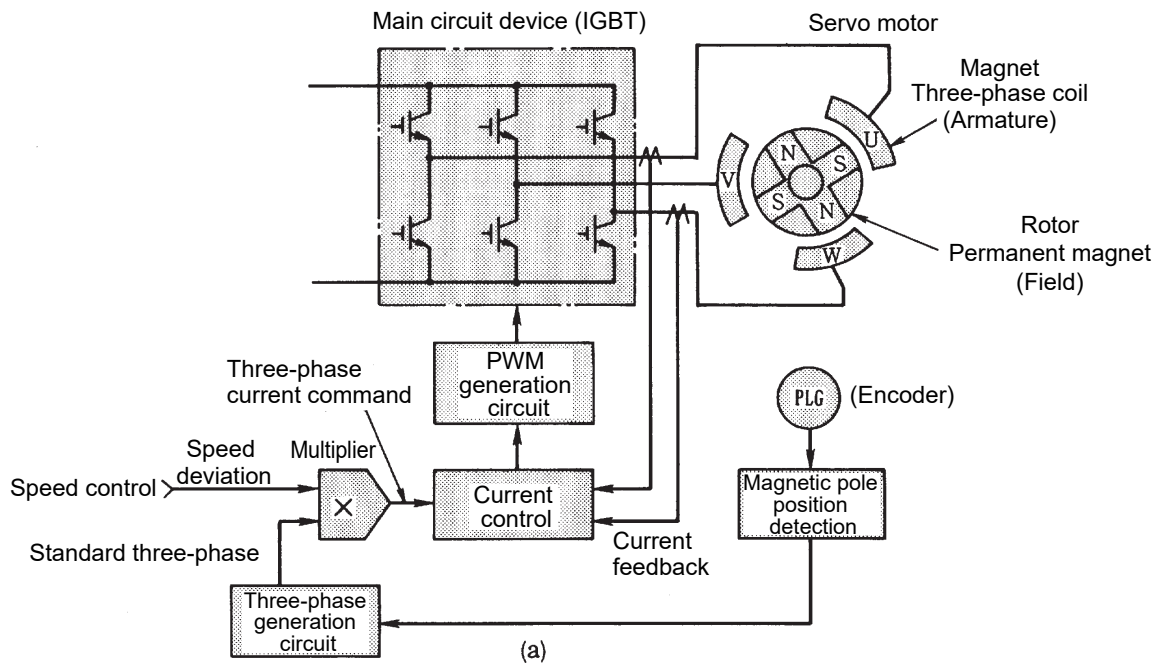 Main circuit device (IGBT)
Servo motor
Magnet
Three-phase coil
(Armature)
U
V
W
N
S
S
N
Rotor
Permanent magnet
(Field)
PWM
generation
circuit
Three-phase
current command
PLG
(Encoder)
Speed
deviation
Multiplier
Speed control
×
Current
control
Magnetic pole
position
detection
Standard three-phase
Current
feedback
Three-phase
generation
circuit
(a)